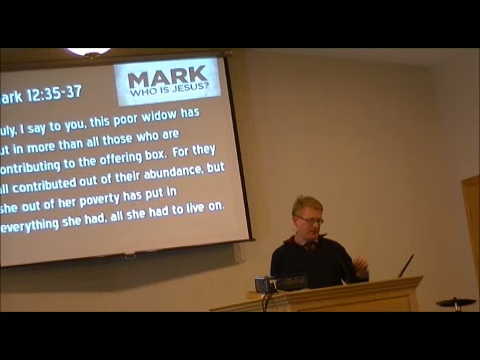 MARK
WHO IS JESUS?
ark 12:35-37
uly, I say to you, this poor widow has
ut in more than all those who are
ontributing to the offering box. For they
ll contributed out of their abundance, but
she out of her poverty has put in
everything she had, all she had to live on.